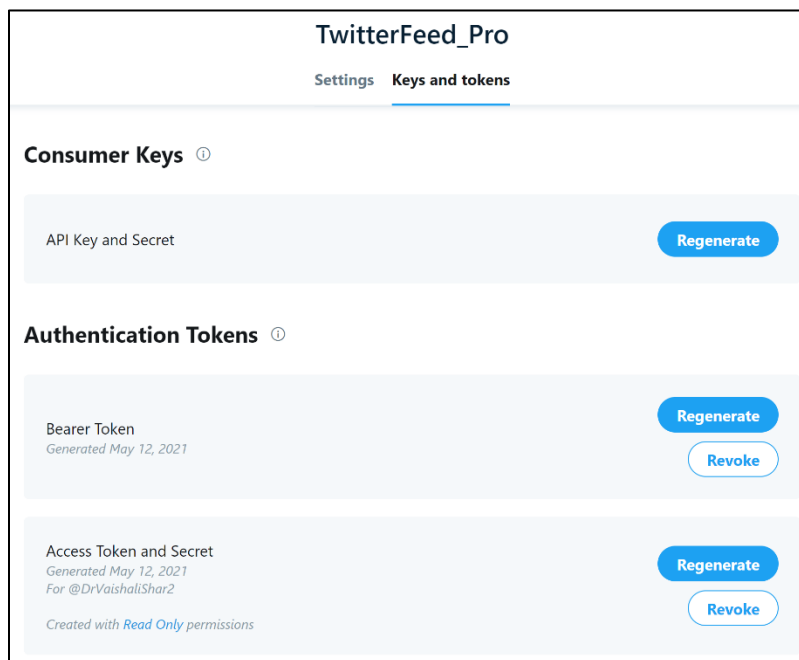 TwitterFeed_Pro
Settings Keys and tokens
Consumer Keys
API Key and Secret
Regenerate
Authentication Tokens
Bearer Token
Generated May 12, 2021
Regenerate
Revoke
Access Token and Secret
Generated May 12, 2021
For @DrVaishaliShar2
Created with Read Only permissions
Regenerate
Revoke